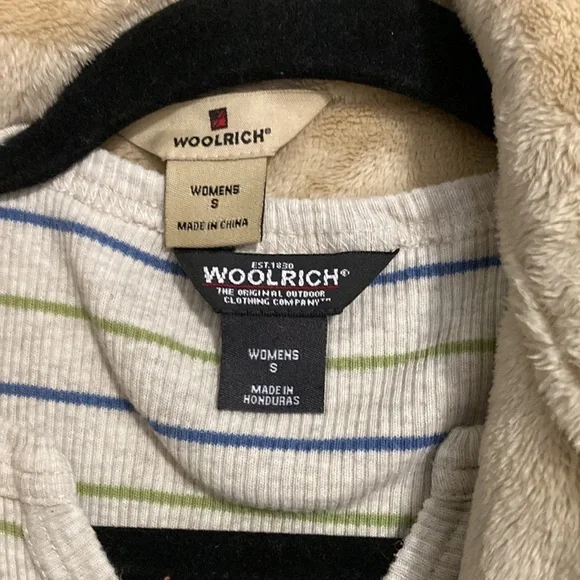 WOOLRICH®
WOMENS
S
MADE IN CHINA
EST. 1830
WOOLRICH®
THE ORIGINAL OUTDOOR
CLOTHING COMPANY™
WOMENS
S
MADE IN
HONDURAS